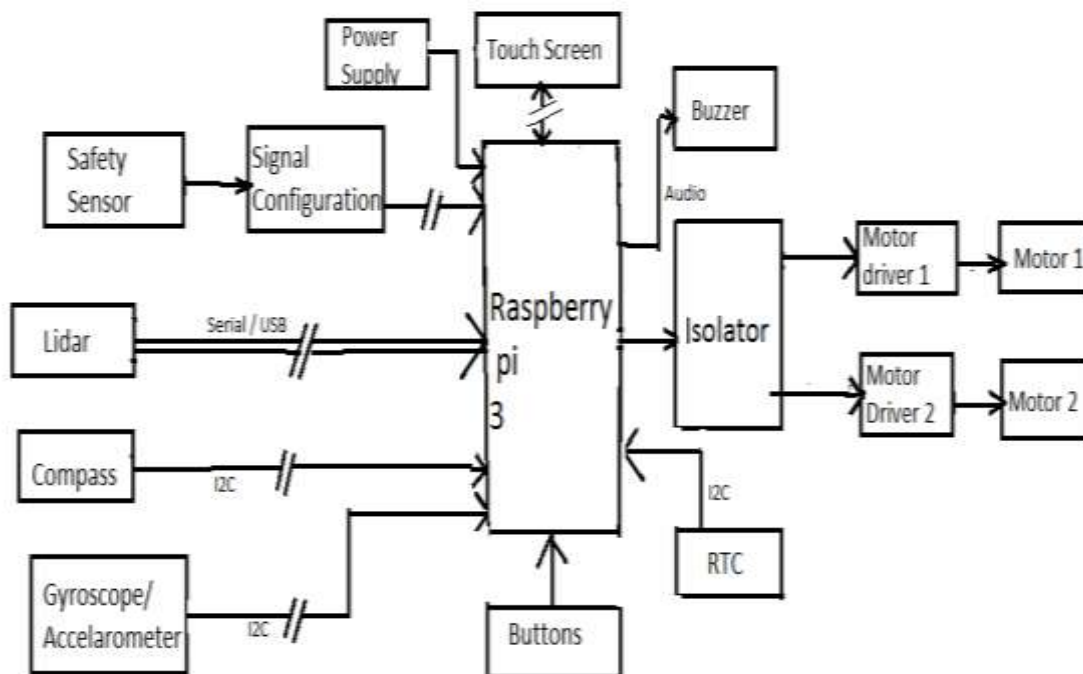 Power
Supply
Touch Screen
Buzzer
Safety
Sensor
Signal
Configuration
Audio
Motor
driver 1
Motor 1
Serial / USB
Lidar
Raspberry
pi
3
Isolator
Motor
Driver 2
Motor 2
Compass
I2C
I2C
RTC
Gyroscope/
Accelarometer
I2C
Buttons